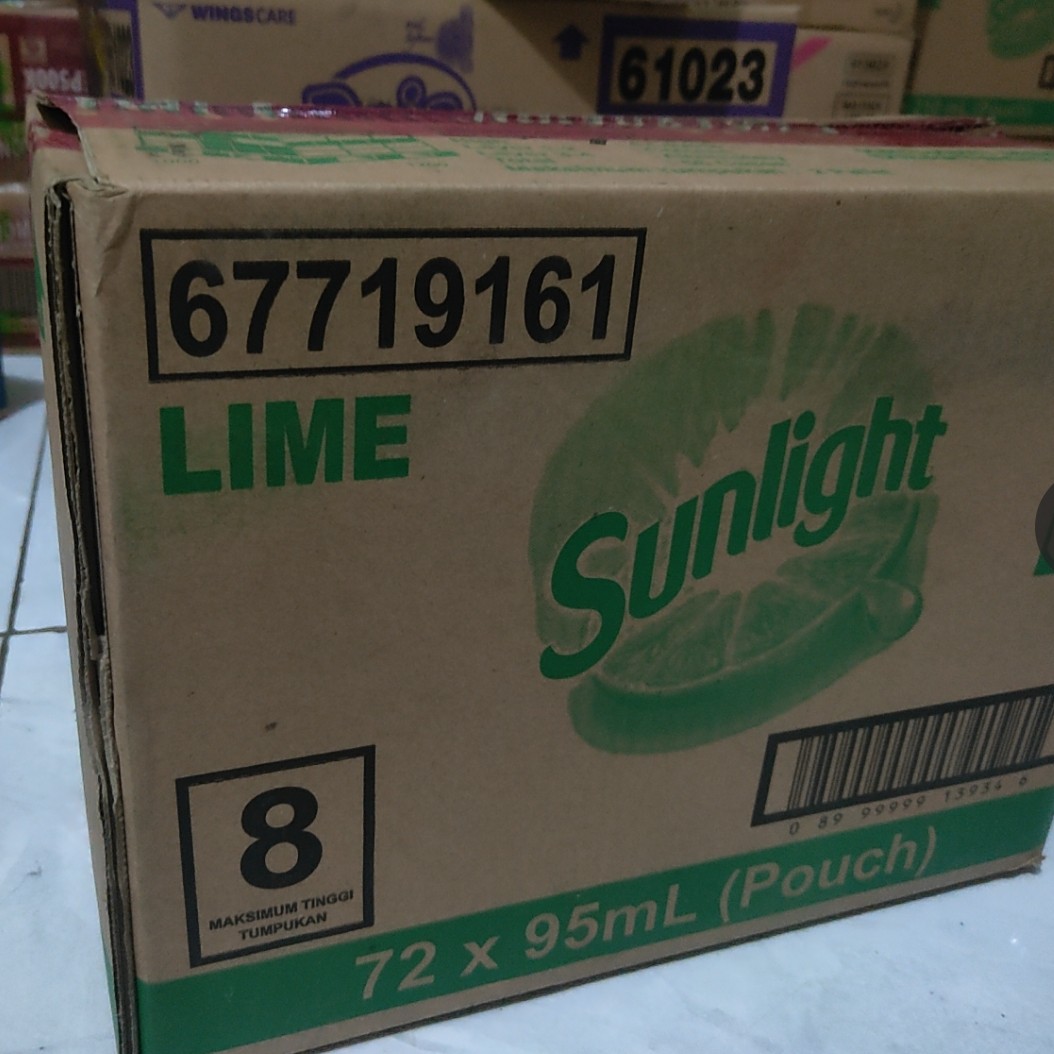 WINGSCARE
61023
67719161
LIME
Sunlight
8
MAKSIMUM TINGGI
TUMPUKAN
0 89 99999 13934 6
72 x 95mL (Pouch)